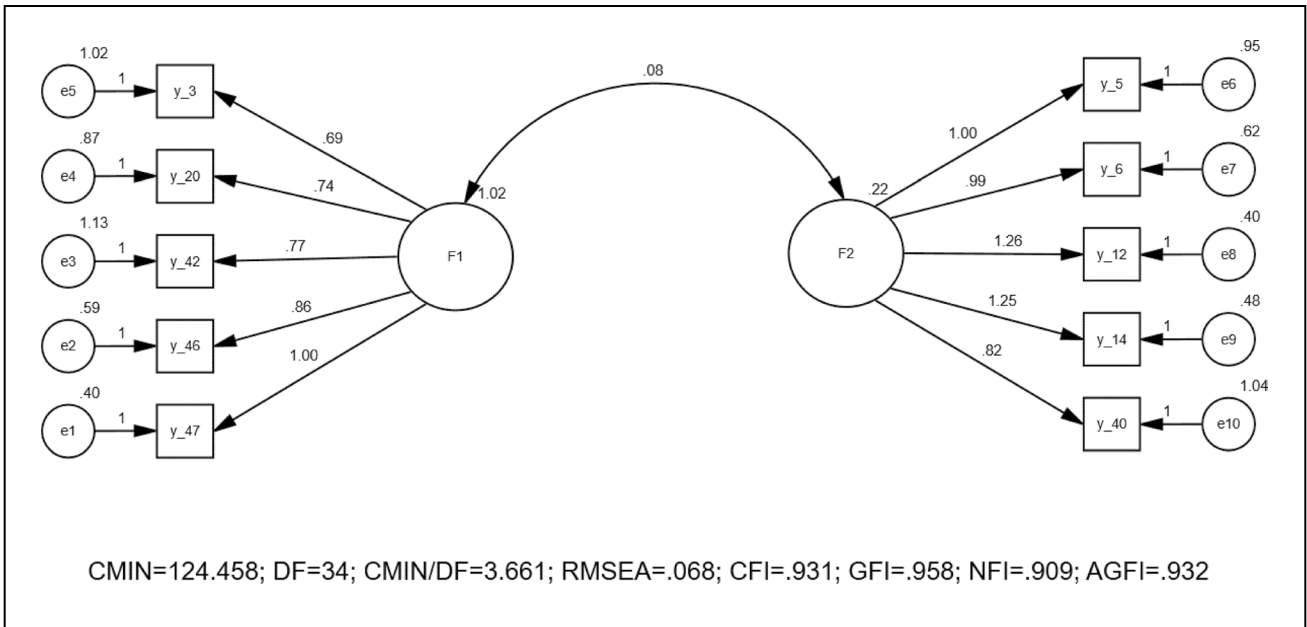 1.02
e5 1 y_3
.87
e4 1 y_20
1.13
e3 1 y_42
.59
e2 1 y_46
.40
e1 1 y_47
.69
.74
.77
.86
1.00
1.02
F1
.08
.22
F2
1.00
.99
1.26
1.25
.82
.95
y_5 1 e6
.62
y_6 1 e7
.40
y_12 1 e8
.48
y_14 1 e9
1.04
y_40 1 e10
CMIN=124.458; DF=34; CMIN/DF=3.661; RMSEA=.068; CFI=.931; GFI=.958; NFI=.909; AGFI=.932